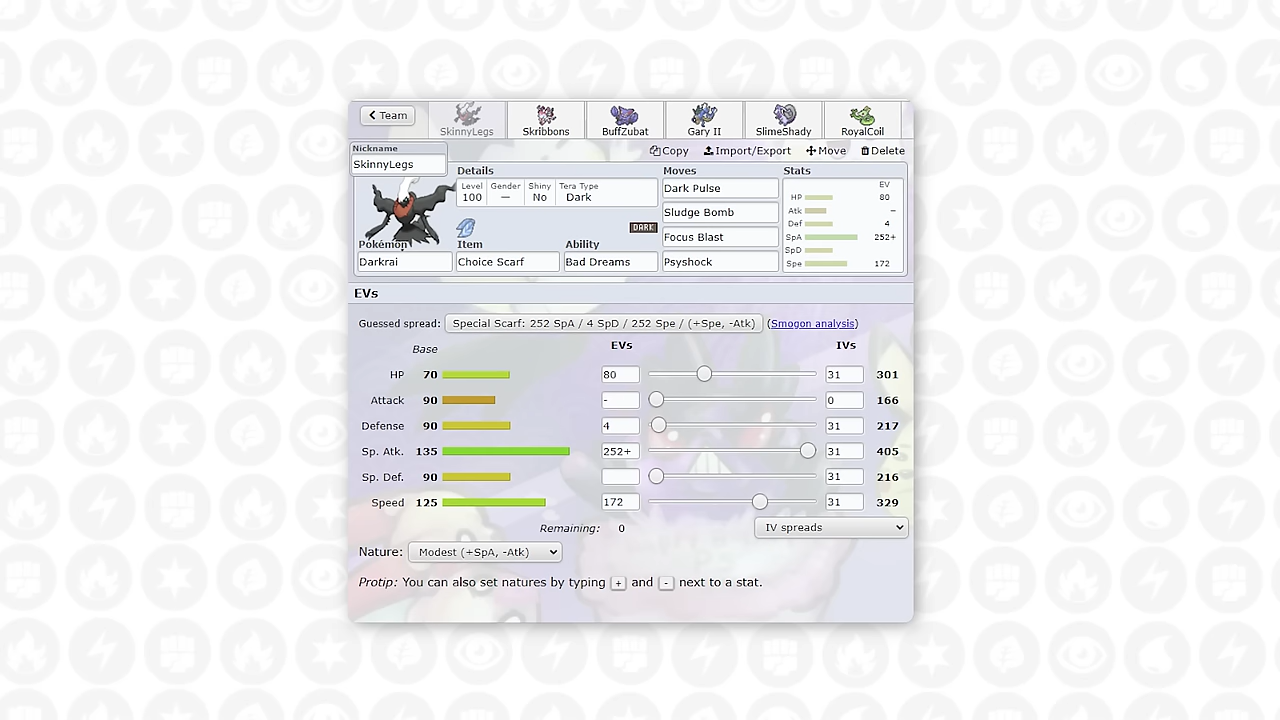 Team
SkinnyLegs Skribbons BuffZubat Gary II SlimeShady RoyalCoil
Copy Import/Export Move Delete
Nickname
SkinnyLegs
Details
Level Gender Shiny Tera Type
100 — No Dark
DARK
Pokémon Item Ability
Darkrai Choice Scarf Bad Dreams
Moves
Dark Pulse
Sludge Bomb
Focus Blast
Psyshock
Stats
EV
HP 80
Atk –
Def 4
SpA 252+
SpD
Spe 172
EVs
Guessed spread: Special Scarf: 252 SpA / 4 SpD / 252 Spe / (+Spe, -Atk) (Smogon analysis)
Base EVs IVs
HP 70 80 31 301
Attack 90 - 0 166
Defense 90 4 31 217
Sp. Atk. 135 252+ 31 405
Sp. Def. 90 31 216
Speed 125 172 31 329
Remaining: 0 IV spreads
Nature: Modest (+SpA, -Atk)
Protip: You can also set natures by typing + and - next to a stat.